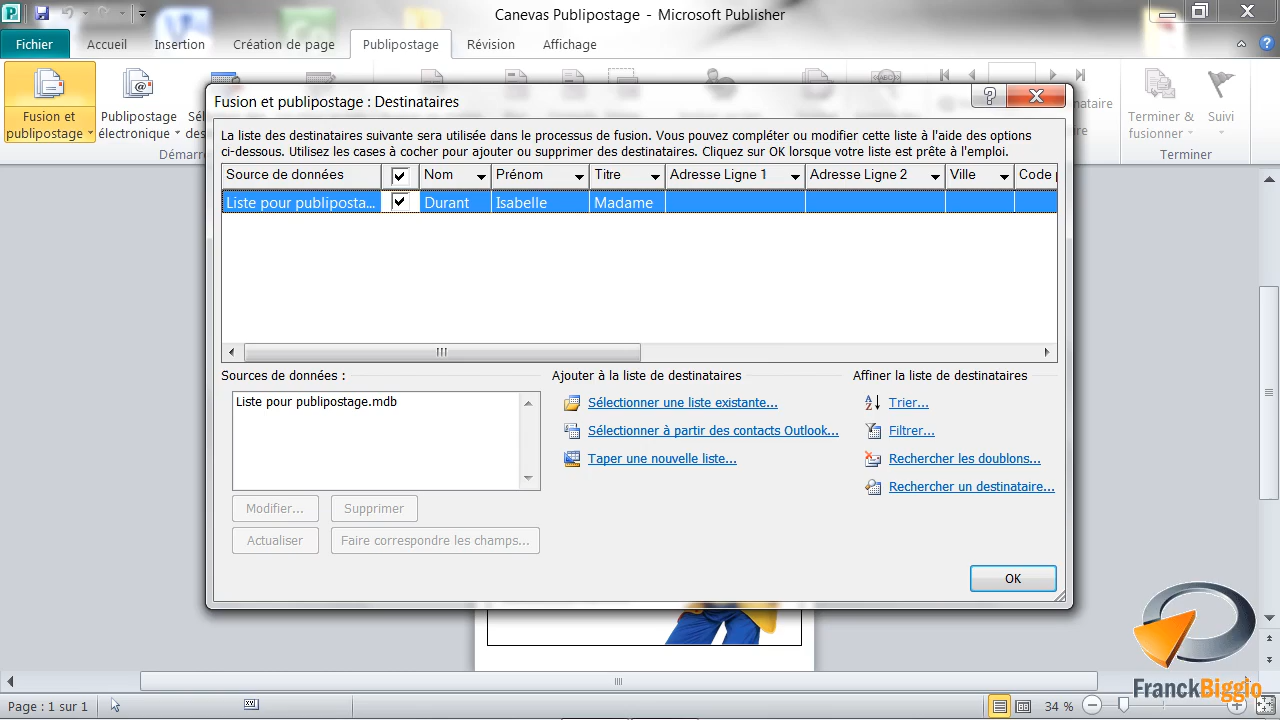 Canevas Publipostage - Microsoft Publisher
Fichier Accueil Insertion Création de page Publipostage Révision Affichage
Fusion et publipostage
Publipostage électronique
Terminer & fusionner
Suivi
Terminer
Fusion et publipostage : Destinataires
La liste des destinataires suivante sera utilisée dans le processus de fusion. Vous pouvez compléter ou modifier cette liste à l'aide des options
ci-dessous. Utilisez les cases à cocher pour ajouter ou supprimer des destinataires. Cliquez sur OK lorsque votre liste est prête à l'emploi.
Source de données Nom Prénom Titre Adresse Ligne 1 Adresse Ligne 2 Ville Code
Liste pour publiposta... Durant Isabelle Madame
Sources de données : Ajouter à la liste de destinataires Affiner la liste de destinataires
Liste pour publipostage.mdb
Sélectionner une liste existante... Trier...
Sélectionner à partir des contacts Outlook... Filtrer...
Taper une nouvelle liste... Rechercher les doublons...
Rechercher un destinataire...
Modifier... Supprimer
Actualiser Faire correspondre les champs...
OK
FranckBiggio
Page : 1 sur 1 34 %